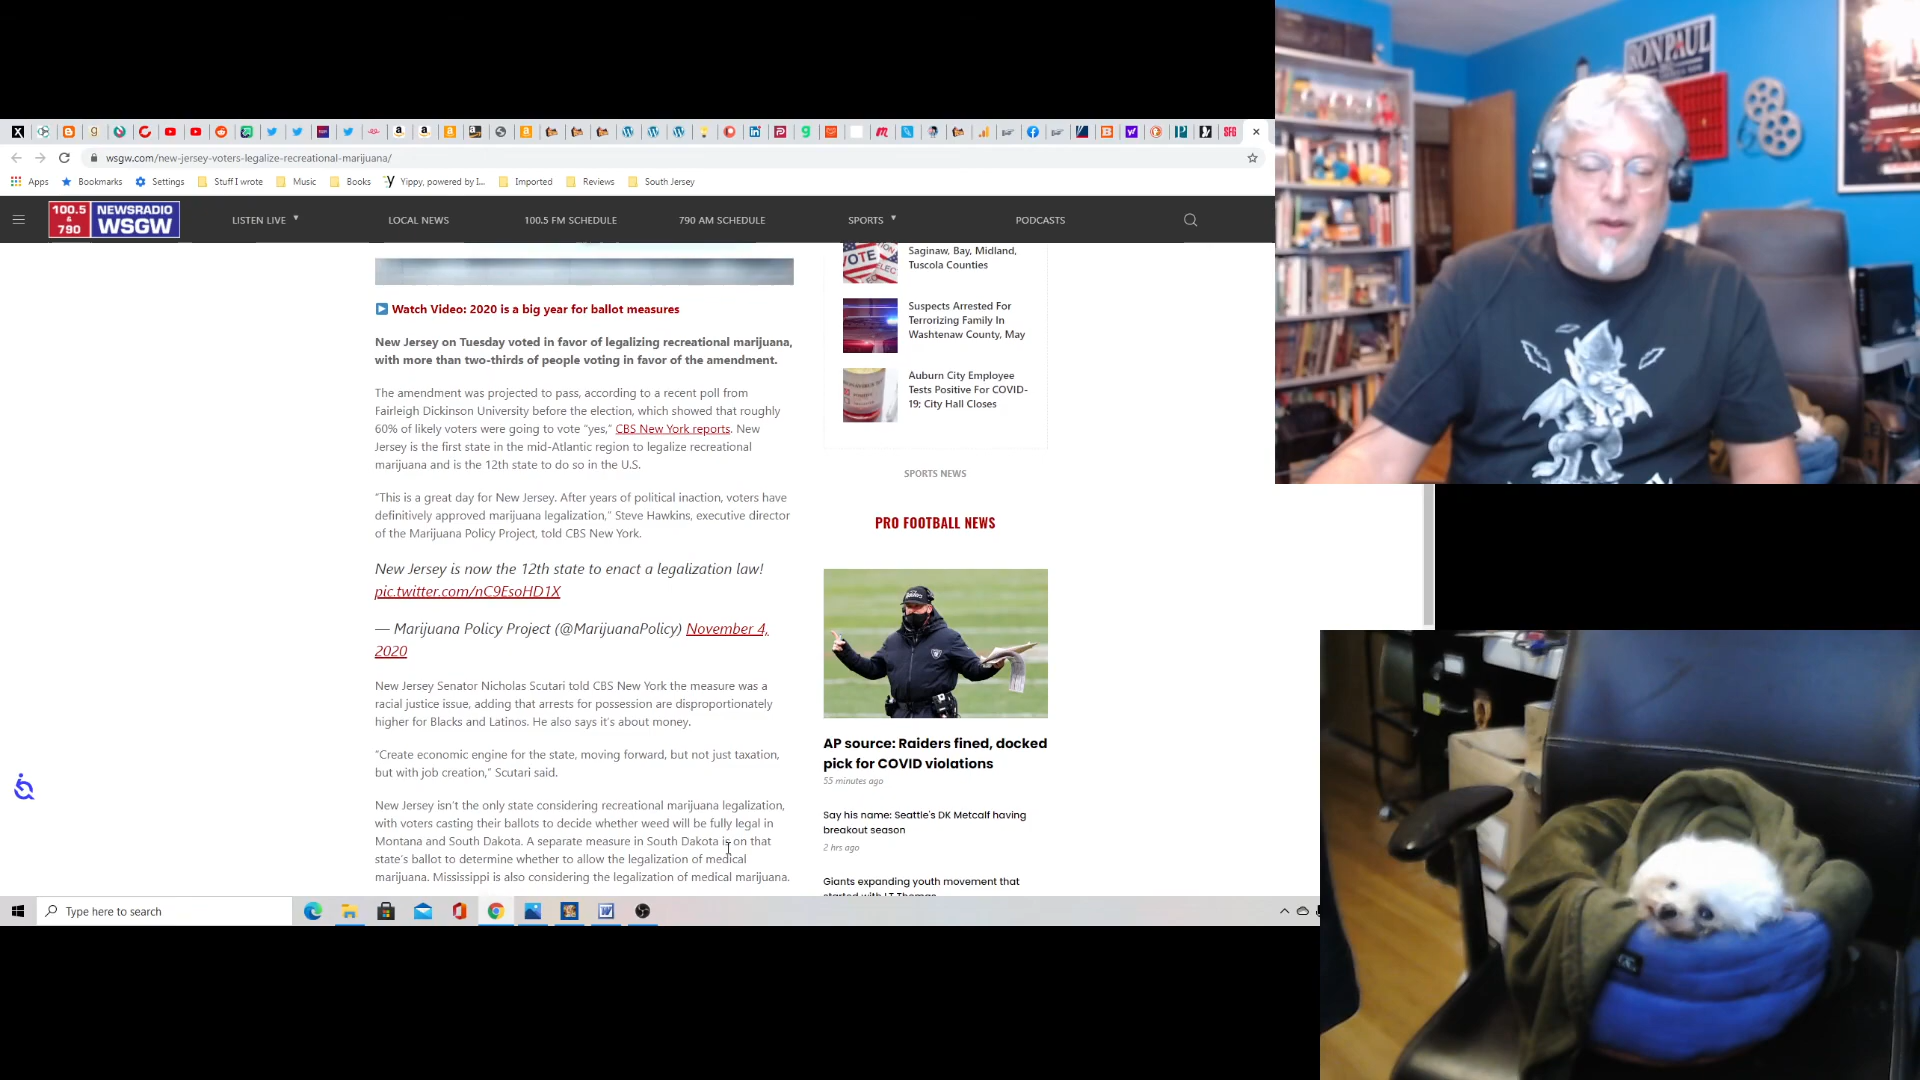 wsgw.com/new-jersey-voters-legalize-recreational-marijuana/
Apps
Bookmarks
Settings
Stuff I wrote
Music
Books
Yippy, powered by I...
Imported
Reviews
South Jersey
100.5 & 790
NEWSRADIO
WSGW
LISTEN LIVE
LOCAL NEWS
100.5 FM SCHEDULE
790 AM SCHEDULE
SPORTS
PODCASTS
Watch Video: 2020 is a big year for ballot measures
New Jersey on Tuesday voted in favor of legalizing recreational marijuana,
with more than two-thirds of people voting in favor of the amendment.
The amendment was projected to pass, according to a recent poll from
Fairleigh Dickinson University before the election, which showed that roughly
60% of likely voters were going to vote “yes,” CBS New York reports. New
Jersey is the first state in the mid-Atlantic region to legalize recreational
marijuana and is the 12th state to do so in the U.S.
“This is a great day for New Jersey. After years of political inaction, voters have
definitively approved marijuana legalization,” Steve Hawkins, executive director
of the Marijuana Policy Project, told CBS New York.
New Jersey is now the 12th state to enact a legalization law!
pic.twitter.com/nC9EsoHD1X
— Marijuana Policy Project (@MarijuanaPolicy) November 4,
2020
New Jersey Senator Nicholas Scutari told CBS New York the measure was a
racial justice issue, adding that arrests for possession are disproportionately
higher for Blacks and Latinos. He also says it’s about money.
“Create economic engine for the state, moving forward, but not just taxation,
but with job creation,” Scutari said.
New Jersey isn’t the only state considering recreational marijuana legalization,
with voters casting their ballots to decide whether weed will be fully legal in
Montana and South Dakota. A separate measure in South Dakota is on that
state’s ballot to determine whether to allow the legalization of medical
marijuana. Mississippi is also considering the legalization of medical marijuana.
VOTE
Saginaw, Bay, Midland,
Tuscola Counties
Suspects Arrested For
Terrorizing Family In
Washtenaw County, May
Auburn City Employee
Tests Positive For COVID-
19; City Hall Closes
SPORTS NEWS
PRO FOOTBALL NEWS
AP source: Raiders fined, docked
pick for COVID violations
55 minutes ago
Say his name: Seattle's DK Metcalf having
breakout season
2 hrs ago
Giants expanding youth movement that
Type here to search
RON PAUL